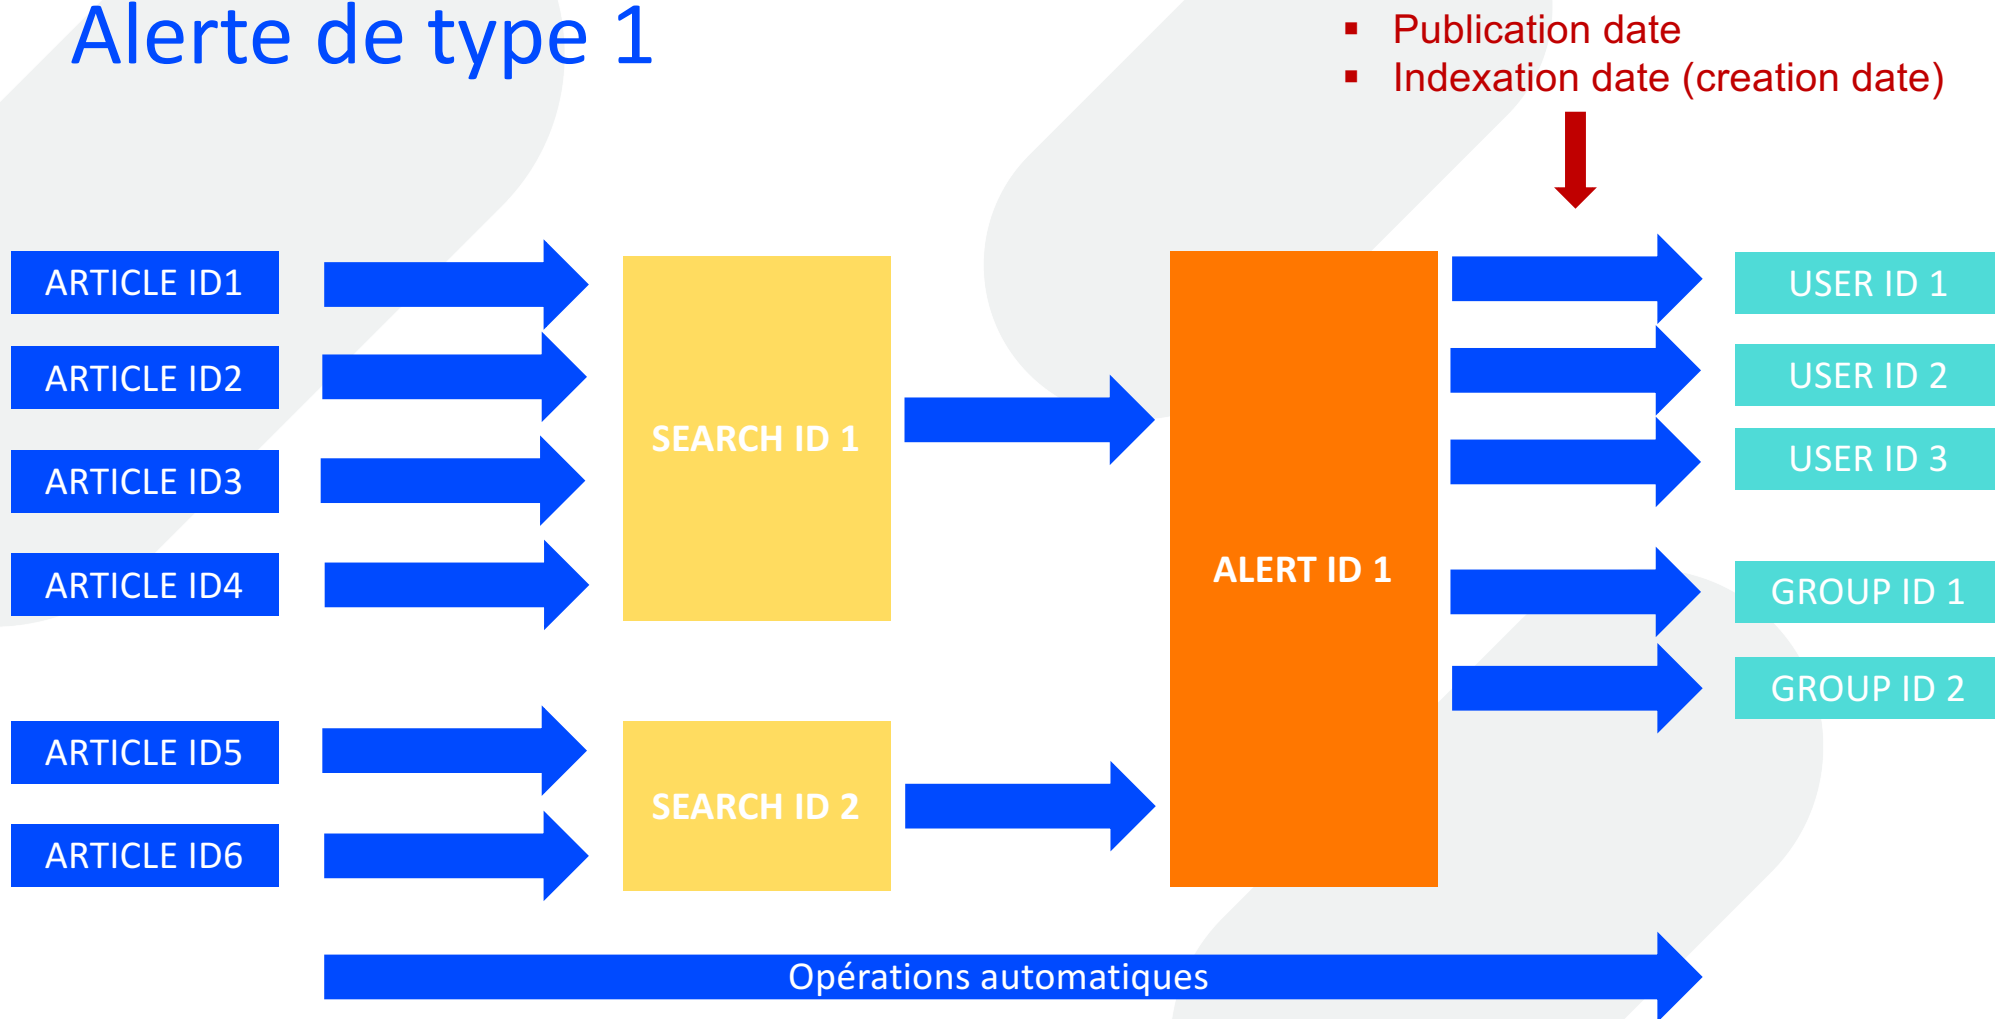 Alerte de type 1
▪ Publication date
▪ Indexation date (creation date)
ARTICLE ID1
ARTICLE ID2
ARTICLE ID3
ARTICLE ID4
ARTICLE ID5
ARTICLE ID6
SEARCH ID 1
SEARCH ID 2
ALERT ID 1
USER ID 1
USER ID 2
USER ID 3
GROUP ID 1
GROUP ID 2
Opérations automatiques